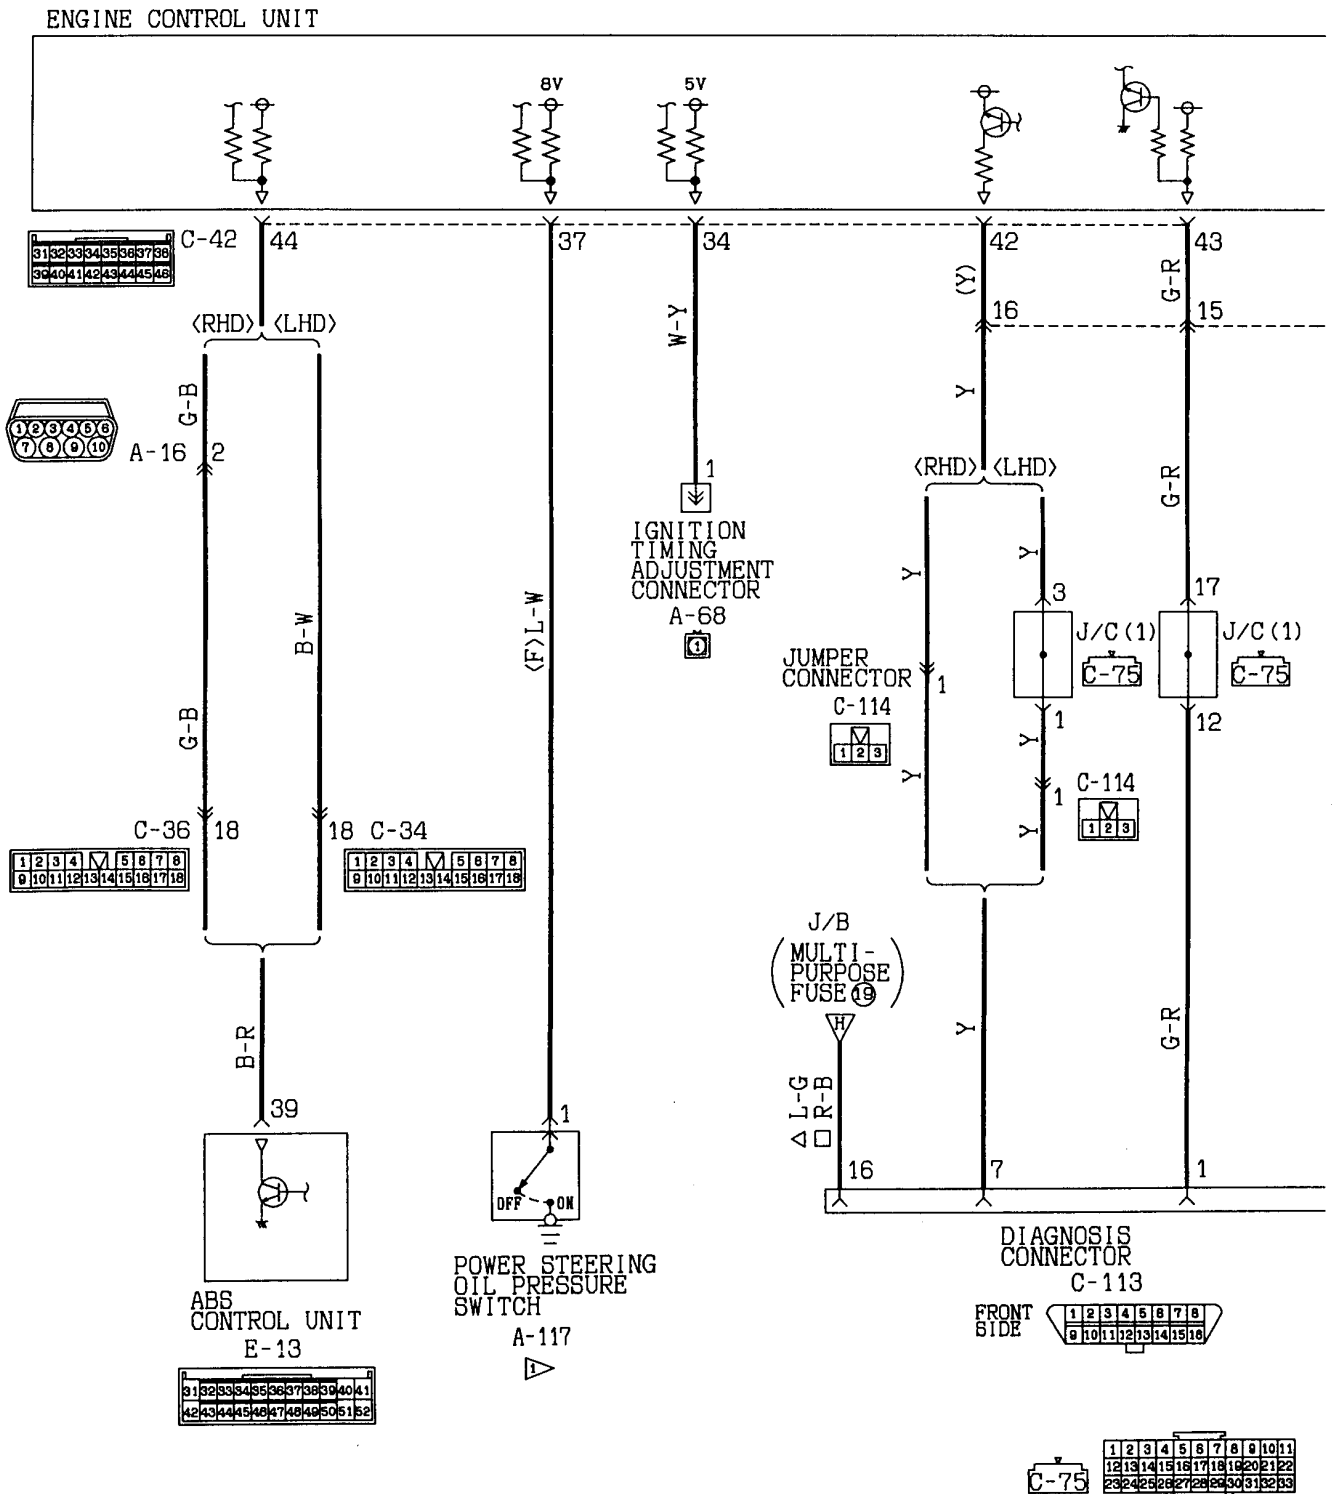 ENGINE CONTROL UNIT
8V
5V
C-42
44
37
34
42
43
31 32 33 34 35 36 37 38
39 40 41 42 43 44 45 46
(Y)
G-R
16
15
<RHD> <LHD>
W-Y
G-B
Y
1 2 3 4 5 6
7 8 9 10
A-16
2
1
<RHD> <LHD>
G-R
IGNITION
TIMING
ADJUSTMENT
CONNECTOR
A-68
1
Y
Y
3
17
B-W
<F>L-W
J/C(1)
C-75
J/C(1)
C-75
JUMPER
CONNECTOR
1
C-114
1 2 3
G-B
1
12
Y
Y
1
C-114
1 2 3
Y
C-36
18
18
C-34
1 2 3 4 5 6 7 8
9 10 11 12 13 14 15 16 17 18
1 2 3 4 5 6 7 8
9 10 11 12 13 14 15 16 17 18
J/B
(MULTI-
PURPOSE
FUSE 19)
H
B-R
Y
G-R
L-G
R-B
39
1
16
7
1
OFF
ON
DIAGNOSIS
CONNECTOR
C-113
POWER STEERING
OIL PRESSURE
SWITCH
A-117
1
ABS
CONTROL UNIT
E-13
FRONT
SIDE
1 2 3 4 5 6 7 8
9 10 11 12 13 14 15 16
31 32 33 34 35 36 37 38 39 40 41
42 43 44 45 46 47 48 49 50 51 52
C-75
1 2 3 4 5 6 7 8 9 10 11
12 13 14 15 16 17 18 19 20 21 22
23 24 25 26 27 28 29 30 31 32 33